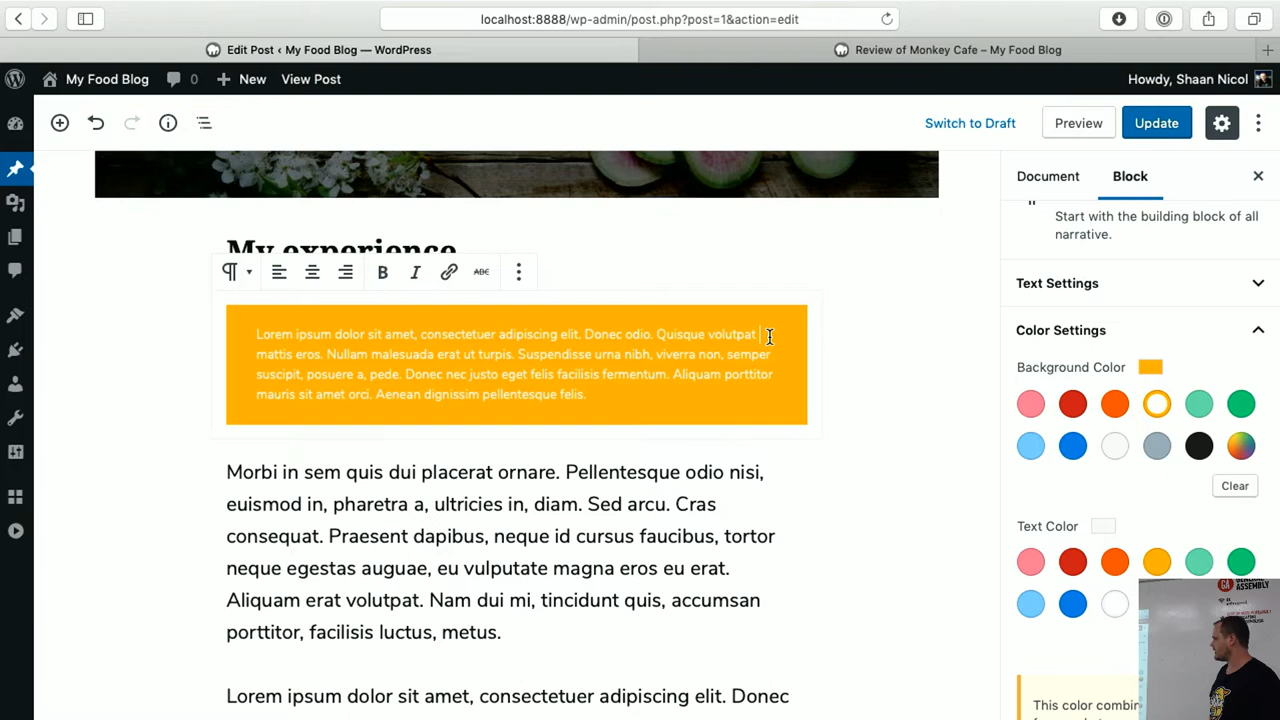 localhost:8888/wp-admin/post.php?post=1&action=edit
Edit Post ‹ My Food Blog — WordPress
Review of Monkey Cafe – My Food Blog
My Food Blog
0
New
View Post
Howdy, Shaan Nicol
Switch to Draft
Preview
Update
Document
Block
Start with the building block of all
narrative.
My experience
B
I
ABC
Text Settings
Color Settings
Lorem ipsum dolor sit amet, consectetuer adipiscing elit. Donec odio. Quisque volutpat
mattis eros. Nullam malesuada erat ut turpis. Suspendisse urna nibh, viverra non, semper
suscipit, posuere a, pede. Donec nec justo eget felis facilisis fermentum. Aliquam porttitor
mauris sit amet orci. Aenean dignissim pellentesque felis.
Background Color
Clear
Text Color
Morbi in sem quis dui placerat ornare. Pellentesque odio nisi,
euismod in, pharetra a, ultricies in, diam. Sed arcu. Cras
consequat. Praesent dapibus, neque id cursus faucibus, tortor
neque egestas auguae, eu vulputate magna eros eu erat.
Aliquam erat volutpat. Nam dui mi, tincidunt quis, accumsan
porttitor, facilisis luctus, metus.
GENERAL
ASSEMBLY
This color combin
Lorem ipsum dolor sit amet, consectetuer adipiscing elit. Donec